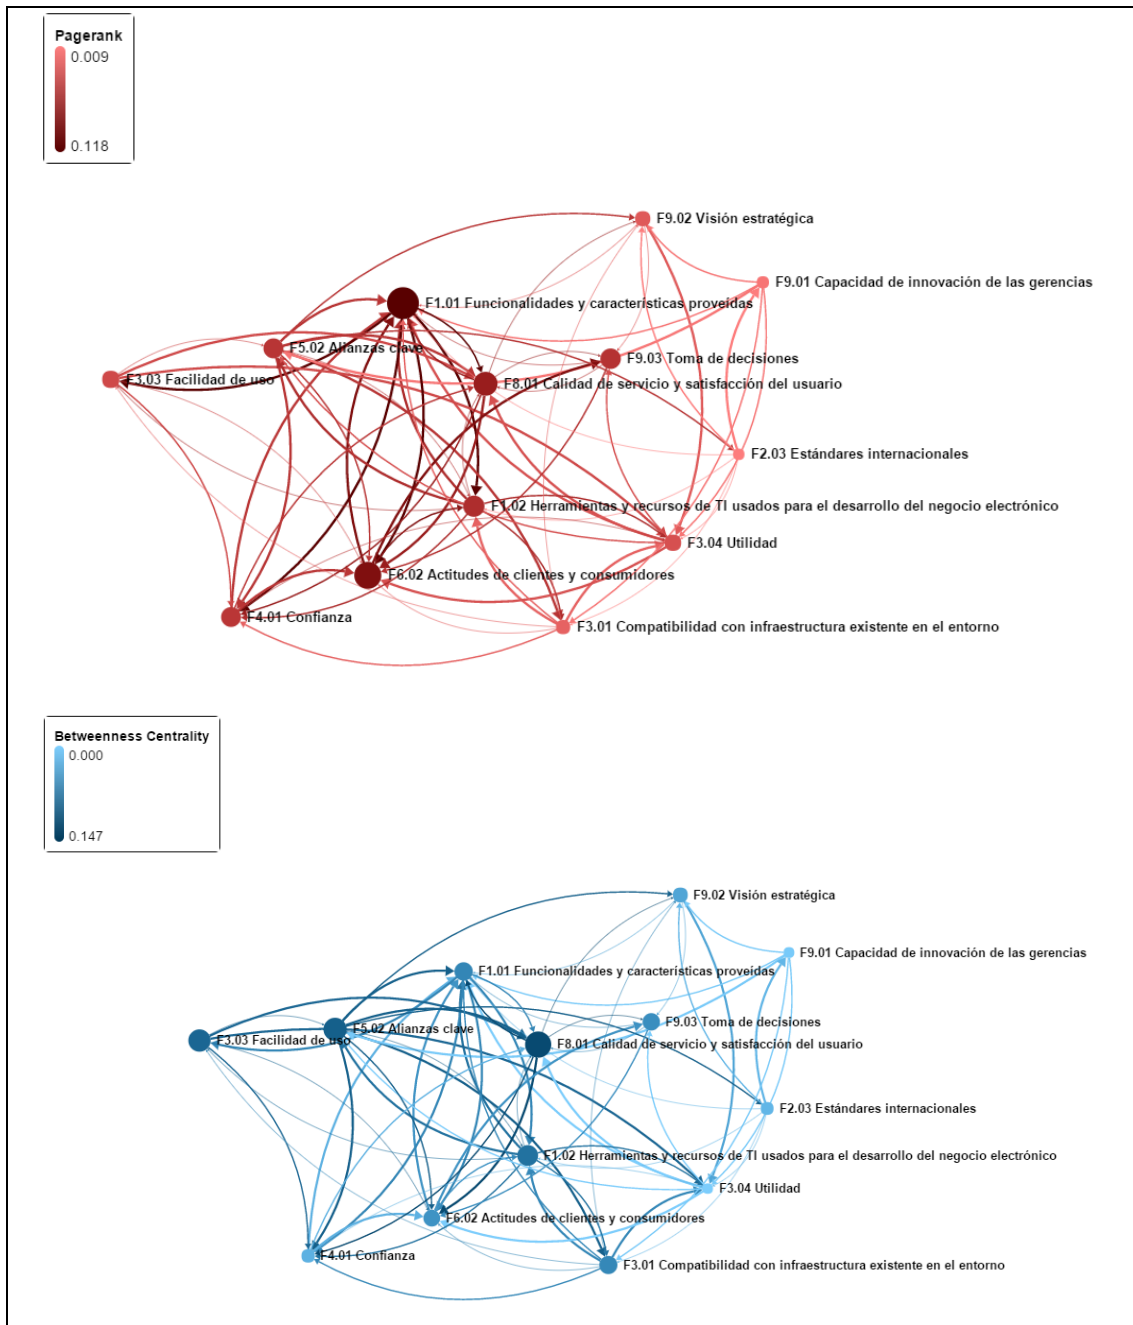 Pagerank
0.009
0.118
F9.02 Visión estratégica
F9.01 Capacidad de innovación de las gerencias
F1.01 Funcionalidades y características proveídas
F5.02 Alianzas clave
F9.03 Toma de decisiones
F3.03 Facilidad de uso
F8.01 Calidad de servicio y satisfacción del usuario
F2.03 Estándares internacionales
F1.02 Herramientas y recursos de TI usados para el desarrollo del negocio electrónico
F3.04 Utilidad
F6.02 Actitudes de clientes y consumidores
F4.01 Confianza
F3.01 Compatibilidad con infraestructura existente en el entorno
Betweenness Centrality
0.000
0.147
F9.02 Visión estratégica
F9.01 Capacidad de innovación de las gerencias
F1.01 Funcionalidades y características proveídas
F9.03 Toma de decisiones
F5.02 Alianzas clave
F3.03 Facilidad de uso
F8.01 Calidad de servicio y satisfacción del usuario
F2.03 Estándares internacionales
F1.02 Herramientas y recursos de TI usados para el desarrollo del negocio electrónico
F3.04 Utilidad
F6.02 Actitudes de clientes y consumidores
F4.01 Confianza
F3.01 Compatibilidad con infraestructura existente en el entorno